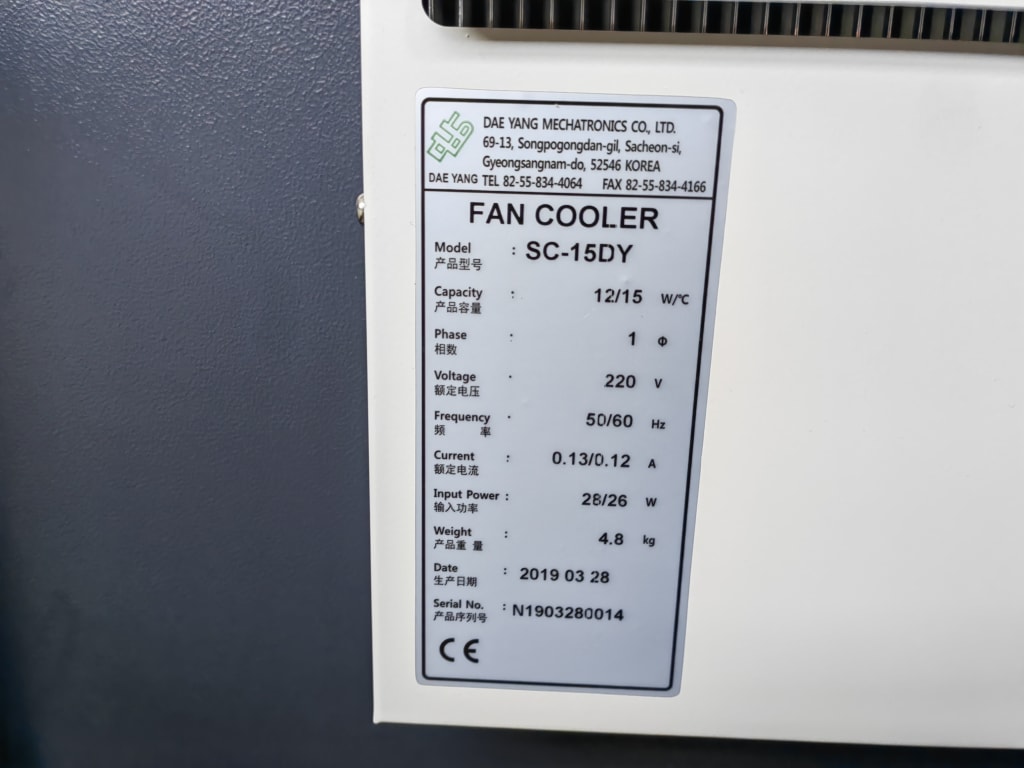 DAE YANG MECHATRONICS CO., LTD.
69-13, Songpogongdan-gil, Sacheon-si,
Gyeongsangnam-do, 52546 KOREA
DAE YANG TEL 82-55-834-4064 FAX 82-55-834-4166
FAN COOLER
Model : SC-15DY
产品型号
Capacity : 12/15 W/℃
产品容量
Phase : 1 Φ
相数
Voltage : 220 V
额定电压
Frequency : 50/60 Hz
频 率
Current : 0.13/0.12 A
额定电流
Input Power : 28/26 W
输入功率
Weight : 4.8 kg
产品重量
Date : 2019 03 28
生产日期
Serial No. : N1903280014
产品序列号
CE